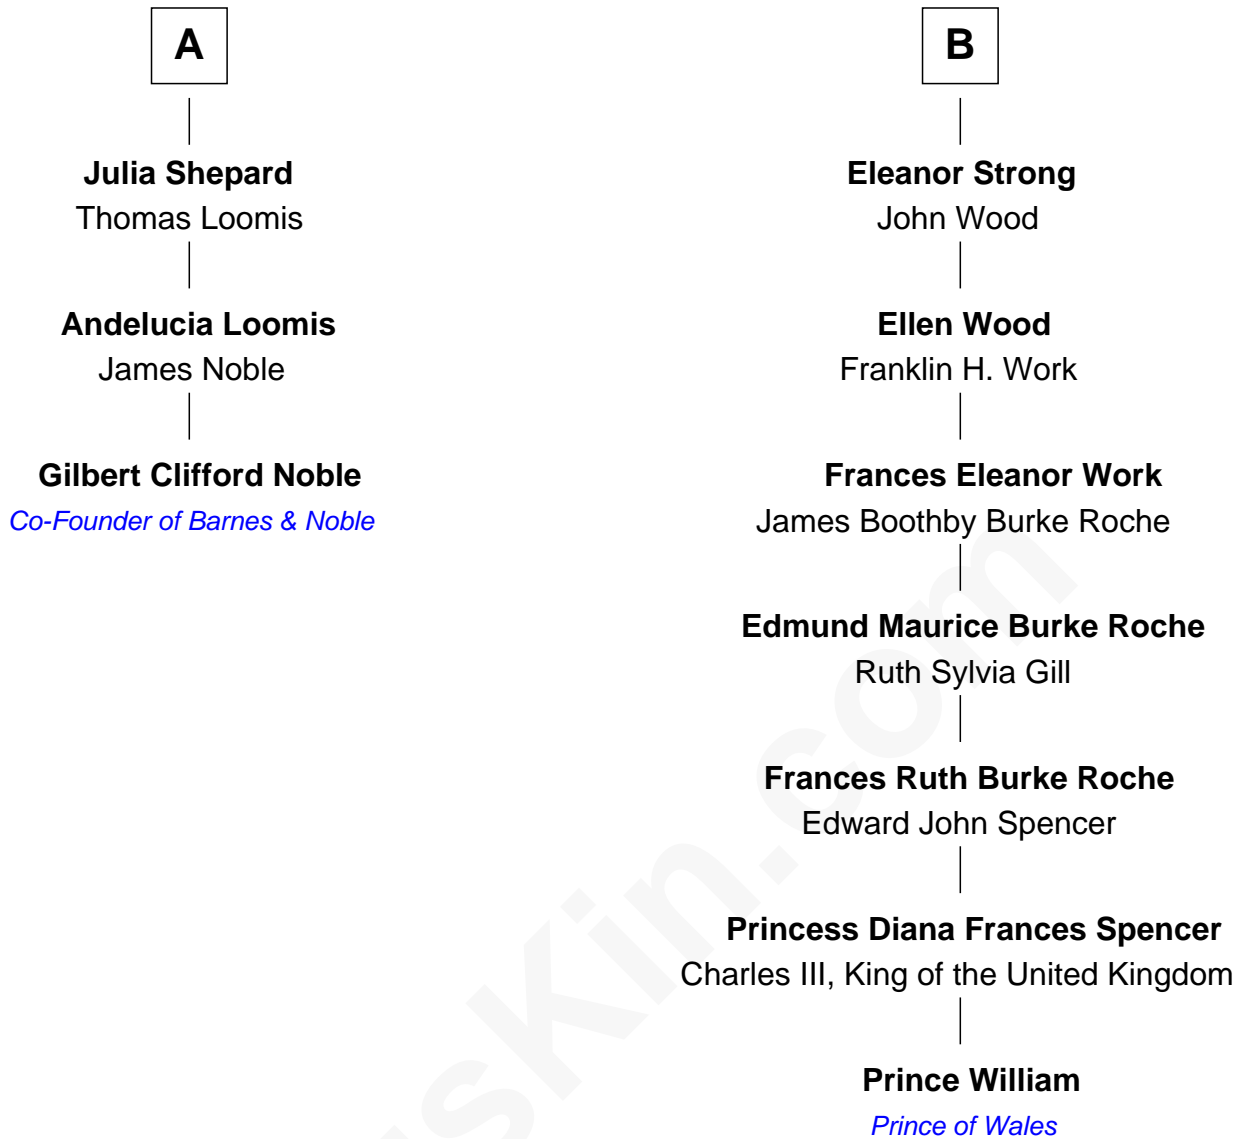 A
Julia Shepard
Thomas Loomis
Andelucia Loomis
James Noble
Gilbert Clifford Noble
Co-Founder of Barnes & Noble
B
Eleanor Strong
John Wood
Ellen Wood
Franklin H. Work
Frances Eleanor Work
James Boothby Burke Roche
Edmund Maurice Burke Roche
Ruth Sylvia Gill
Frances Ruth Burke Roche
Edward John Spencer
Princess Diana Frances Spencer
Charles III, King of the United Kingdom
Prince William
Prince of Wales